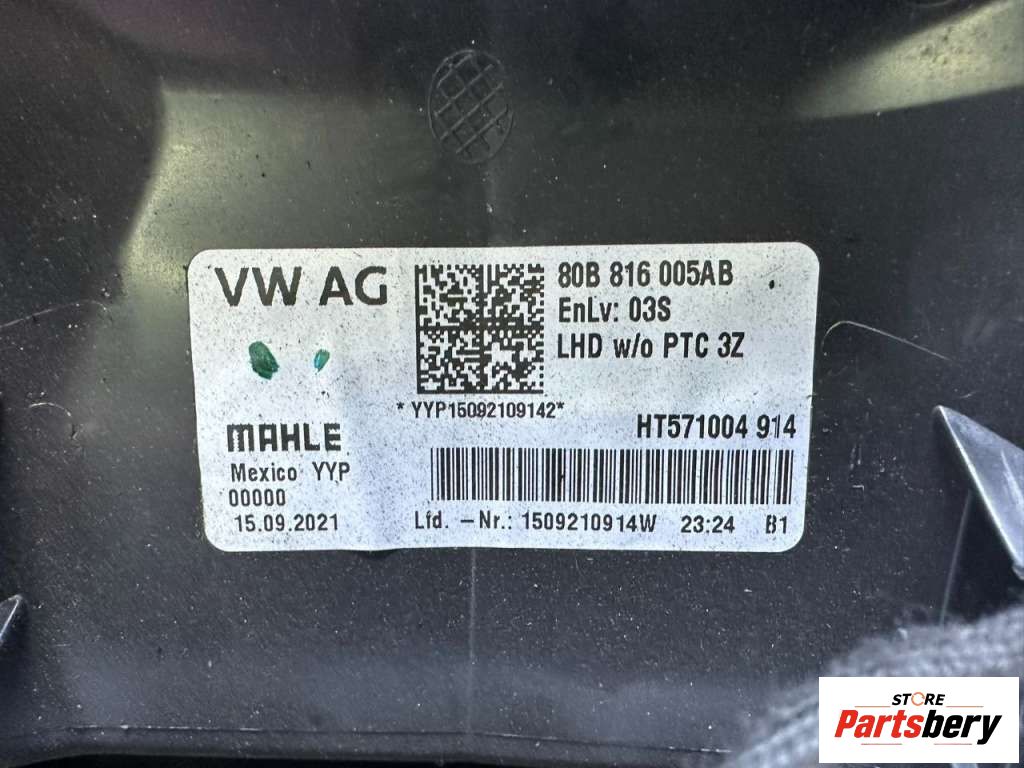 VW AG
80B 816 005AB
EnLv: 03S
LHD w/o PTC 3Z
* YYP15092109142*
HT571004 914
MAHLE
Mexico YYP
00000
15.09.2021
Lfd. -Nr.: 1509210914W 23:24 B1
STORE
Partsbery